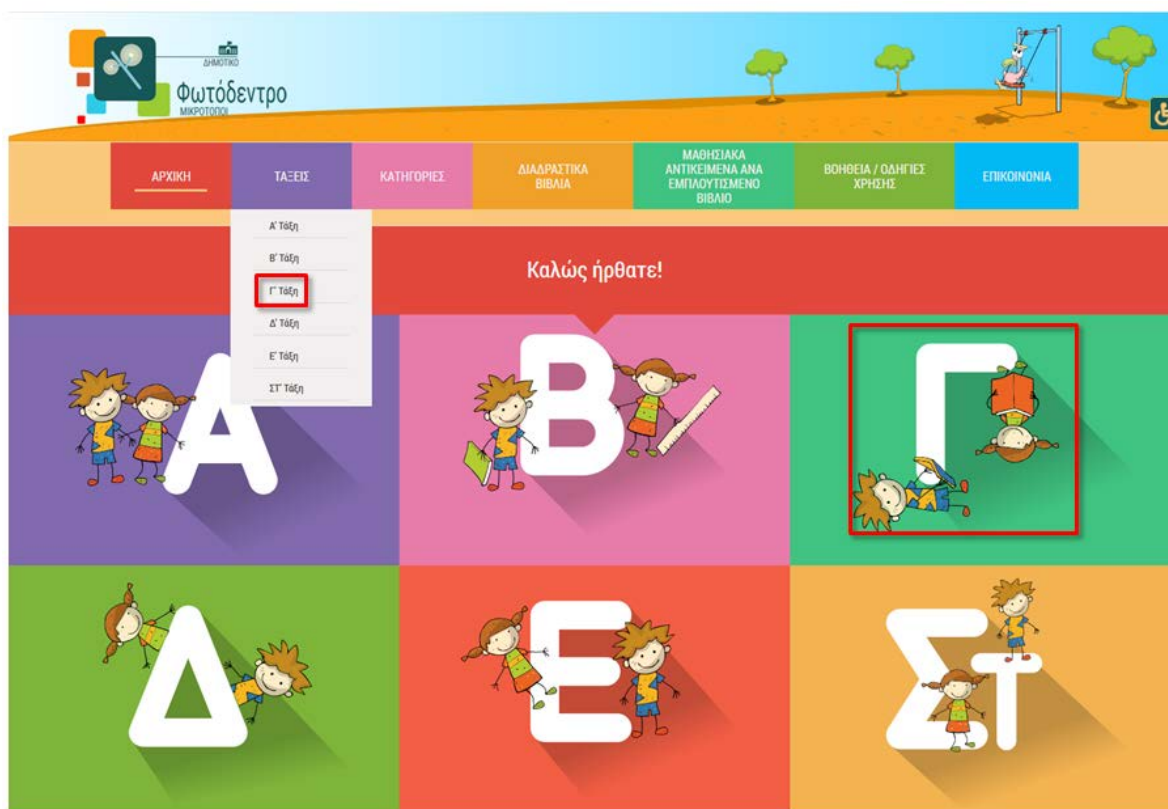 ΔΗΜΟΤΙΚΟ
Φωτόδεντρο
ΜΙΚΡΟΤΟΠΟΙ
ΑΡΧΙΚΗ
ΤΑΞΕΙΣ
ΚΑΤΗΓΟΡΙΕΣ
ΔΙΑΔΡΑΣΤΙΚΑ
ΒΙΒΛΙΑ
ΜΑΘΗΣΙΑΚΑ
ΑΝΤΙΚΕΙΜΕΝΑ ΑΝΑ
ΕΜΠΛΟΥΤΙΣΜΕΝΟ
ΒΙΒΛΙΟ
ΒΟΗΘΕΙΑ / ΟΔΗΓΙΕΣ
ΧΡΗΣΗΣ
ΕΠΙΚΟΙΝΩΝΙΑ
Α' Τάξη
Β' Τάξη
Γ' Τάξη
Δ' Τάξη
Ε' Τάξη
ΣΤ' Τάξη
Καλώς ήρθατε!
Α
Β
Γ
Δ
Ε
Στ